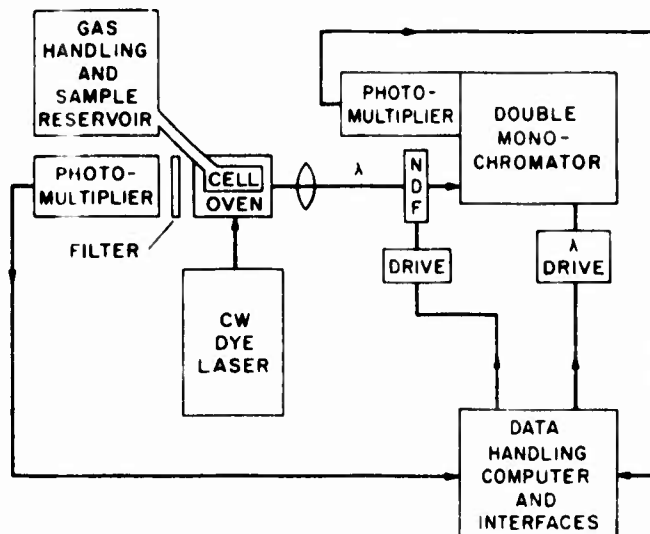 GAS
HANDLING
AND
SAMPLE
RESERVOIR
PHOTO-
MULTIPLIER
FILTER
CELL
OVEN
CW
DYE
LASER
λ
NDF
DRIVE
PHOTO-
MULTIPLIER
DOUBLE
MONO-
CHROMATOR
λ
DRIVE
DATA
HANDLING
COMPUTER
AND
INTERFACES